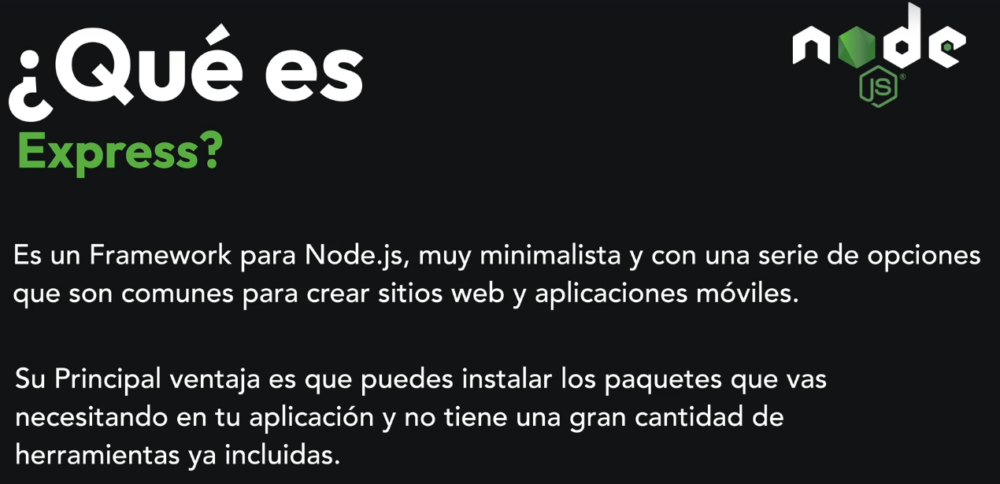 ¿Qué es
Express?
node
JS®
Es un Framework para Node.js, muy minimalista y con una serie de opciones
que son comunes para crear sitios web y aplicaciones móviles.
Su Principal ventaja es que puedes instalar los paquetes que vas
necesitando en tu aplicación y no tiene una gran cantidad de
herramientas ya incluidas.